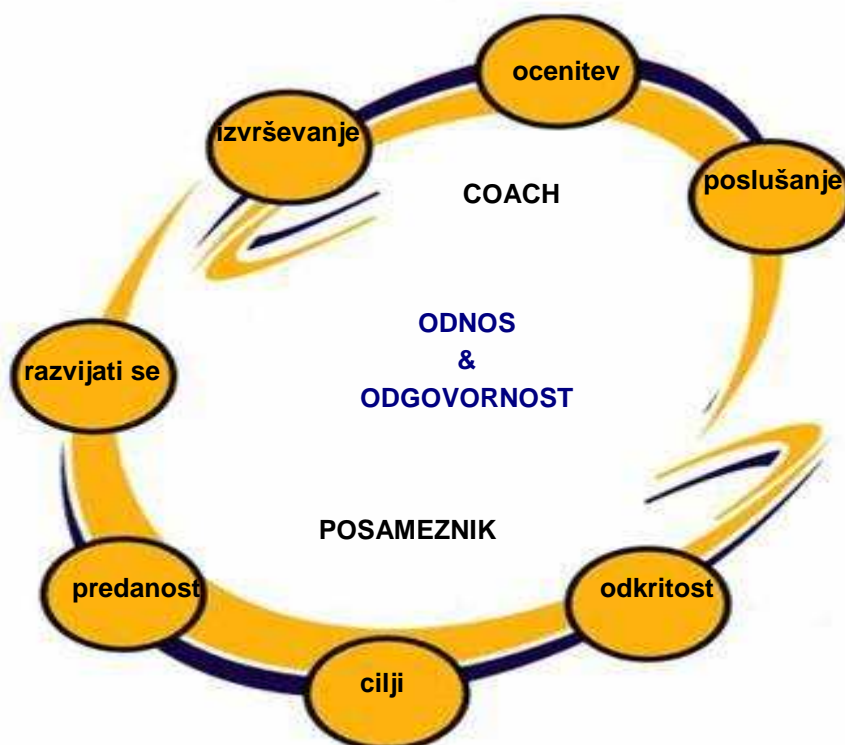 ocenitev
izvrševanje
poslušanje
COACH
ODNOS
&
ODGOVORNOST
razvijati se
POSAMEZNIK
predanost
odkritost
cilji